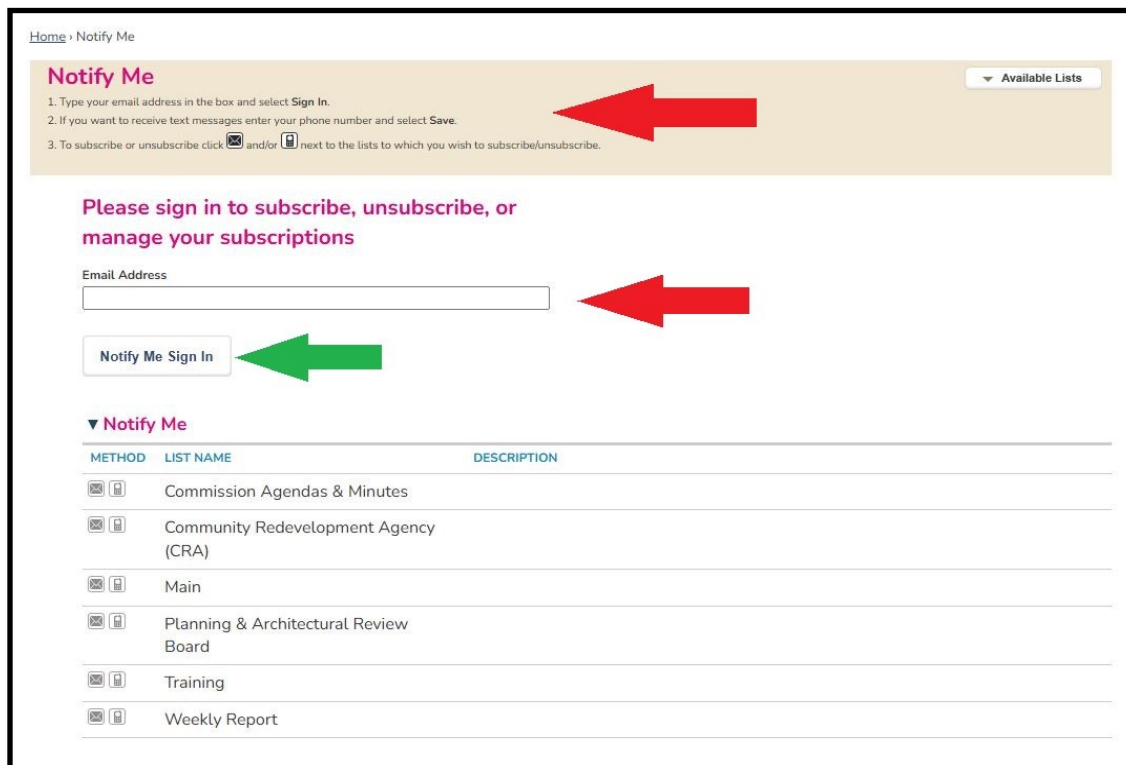 Home › Notify Me
Notify Me
Available Lists
1. Type your email address in the box and select Sign In.
2. If you want to receive text messages enter your phone number and select Save.
3. To subscribe or unsubscribe click and/or next to the lists to which you wish to subscribe/unsubscribe.
Please sign in to subscribe, unsubscribe, or
manage your subscriptions
Email Address
Notify Me Sign In
▼ Notify Me
METHOD LIST NAME DESCRIPTION
Commission Agendas & Minutes
Community Redevelopment Agency
(CRA)
Main
Planning & Architectural Review
Board
Training
Weekly Report